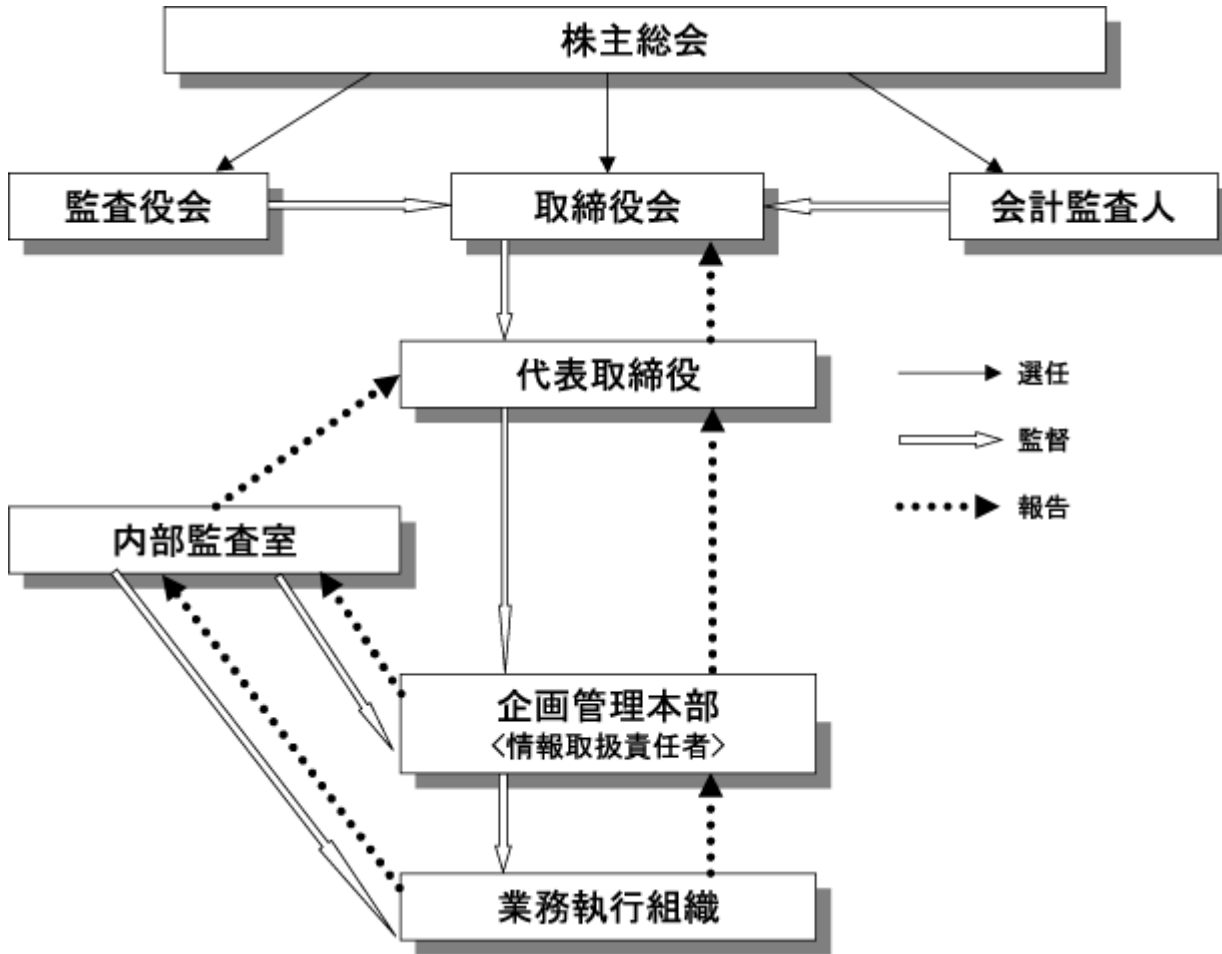 株主総会
監査役会
取締役会
会計監査人
代表取締役
選任
監督
報告
内部監査室
企画管理本部
<情報取扱責任者>
業務執行組織